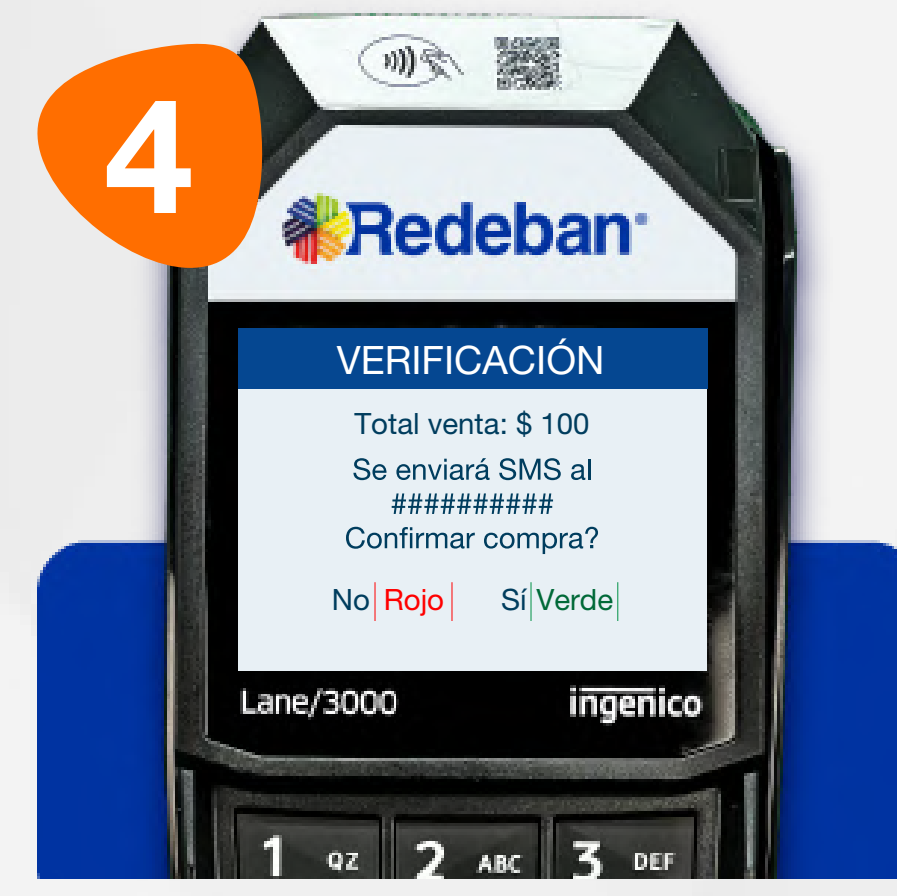 4
Redeban
VERIFICACIÓN
Total venta: $ 100
Se enviará SMS al
##########
Confirmar compra?
No Rojo Sí Verde
Lane/3000 ingenico
1 QZ 2 ABC 3 DEF